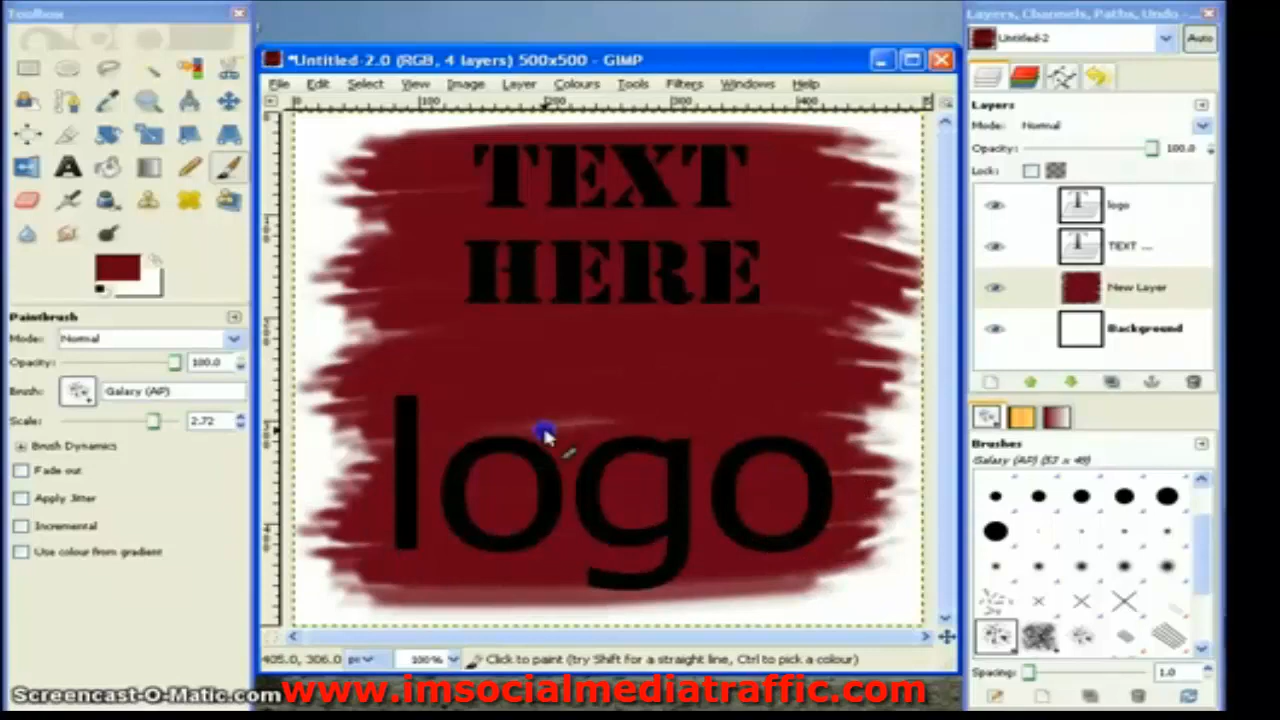 Toolbox
Layers, Channels, Paths, Undo - ...
Untitled-2
Auto
*Untitled-2.0 (RGB, 4 layers) 500x500 - GIMP
File Edit Select View Image Layer Colours Tools Filters Windows Help
0 100 200 300 400
Layers
Mode: Normal
Opacity: 100.0
Lock:
TEXT
HERE
logo
logo
TEXT ...
New Layer
Background
Paintbrush
Mode: Normal
Opacity: 100.0
Brush: Galaxy (AP)
Scale: 2.72
Brush Dynamics
Fade out
Apply Jitter
Incremental
Use colour from gradient
Brushes
Galaxy (AP) (57 x 49)
Spacing: 1.0
405.0, 306.0 px 100% Click to paint (try Shift for a straight line, Ctrl to pick a colour)
Screencast-O-Matic.com
www.imsocialmediatraffic.com